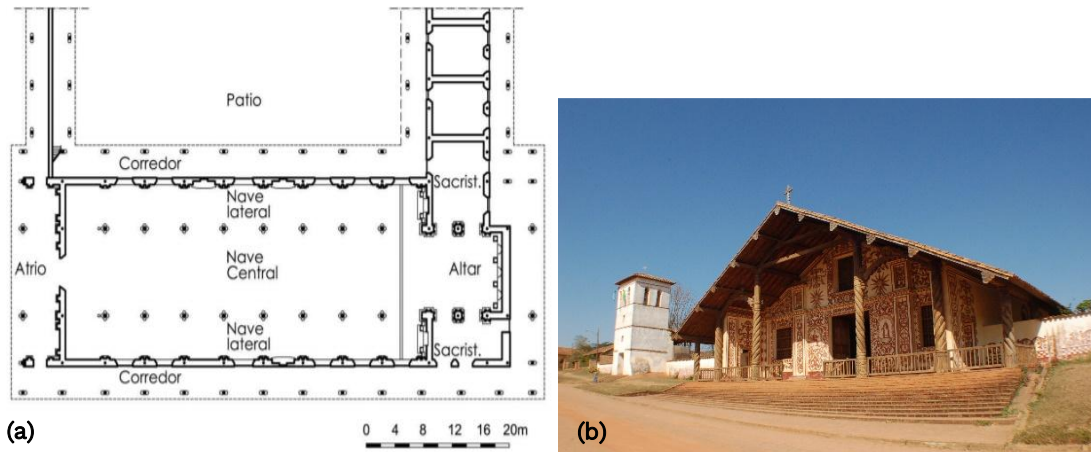 Patio
Corredor
Sacrist.
Nave
lateral
Nave
Central
Atrio
Altar
Nave
lateral
Sacrist.
Corredor
0 4 8 12 16 20m
(a)
(b)